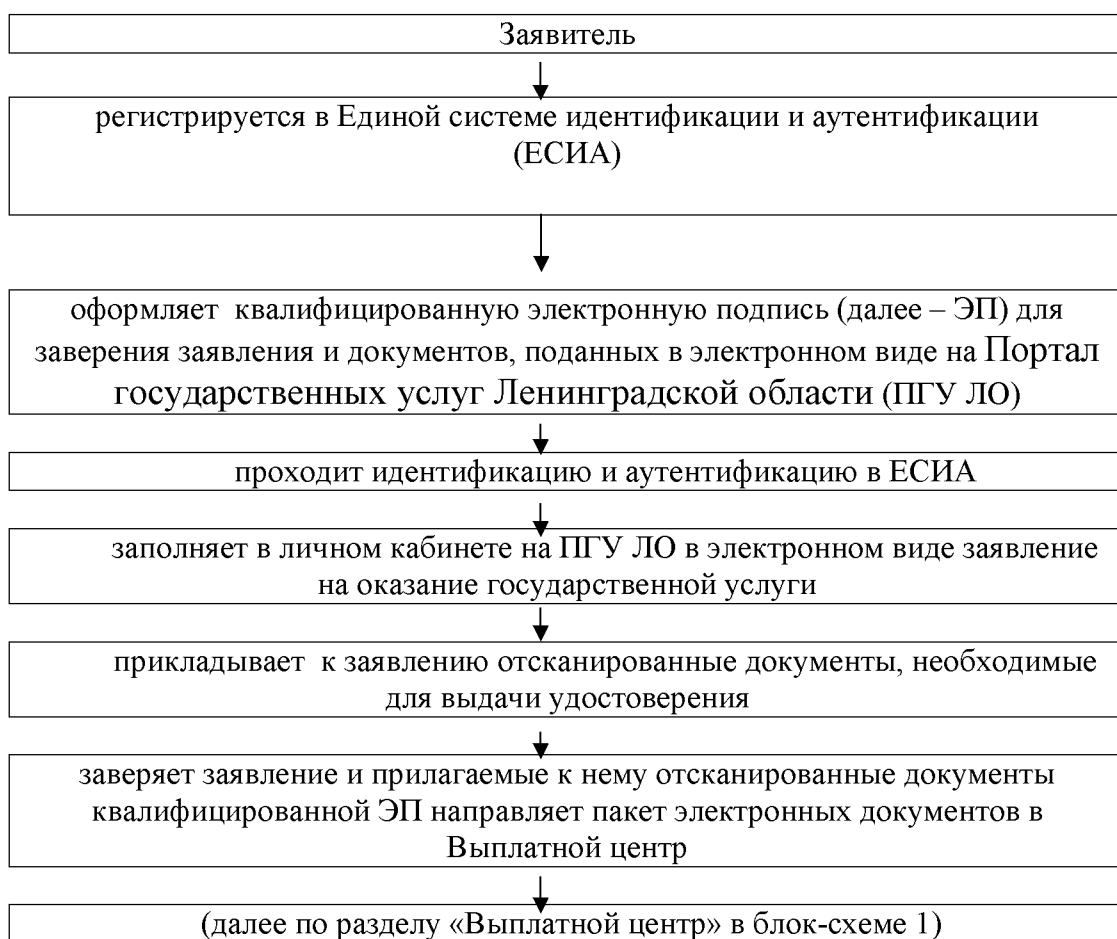 Заявитель
регистрируется в Единой системе идентификации и аутентификации
(ЕСИА)
оформляет квалифицированную электронную подпись (далее – ЭП) для
заверения заявления и документов, поданных в электронном виде на Портал
государственных услуг Ленинградской области (ПГУ ЛО)
проходит идентификацию и аутентификацию в ЕСИА
заполняет в личном кабинете на ПГУ ЛО в электронном виде заявление
на оказание государственной услуги
прикладывает к заявлению отсканированные документы, необходимые
для выдачи удостоверения
заверяет заявление и прилагаемые к нему отсканированные документы
квалифицированной ЭП направляет пакет электронных документов в
Выплатной центр
(далее по разделу «Выплатной центр» в блок-схеме 1)